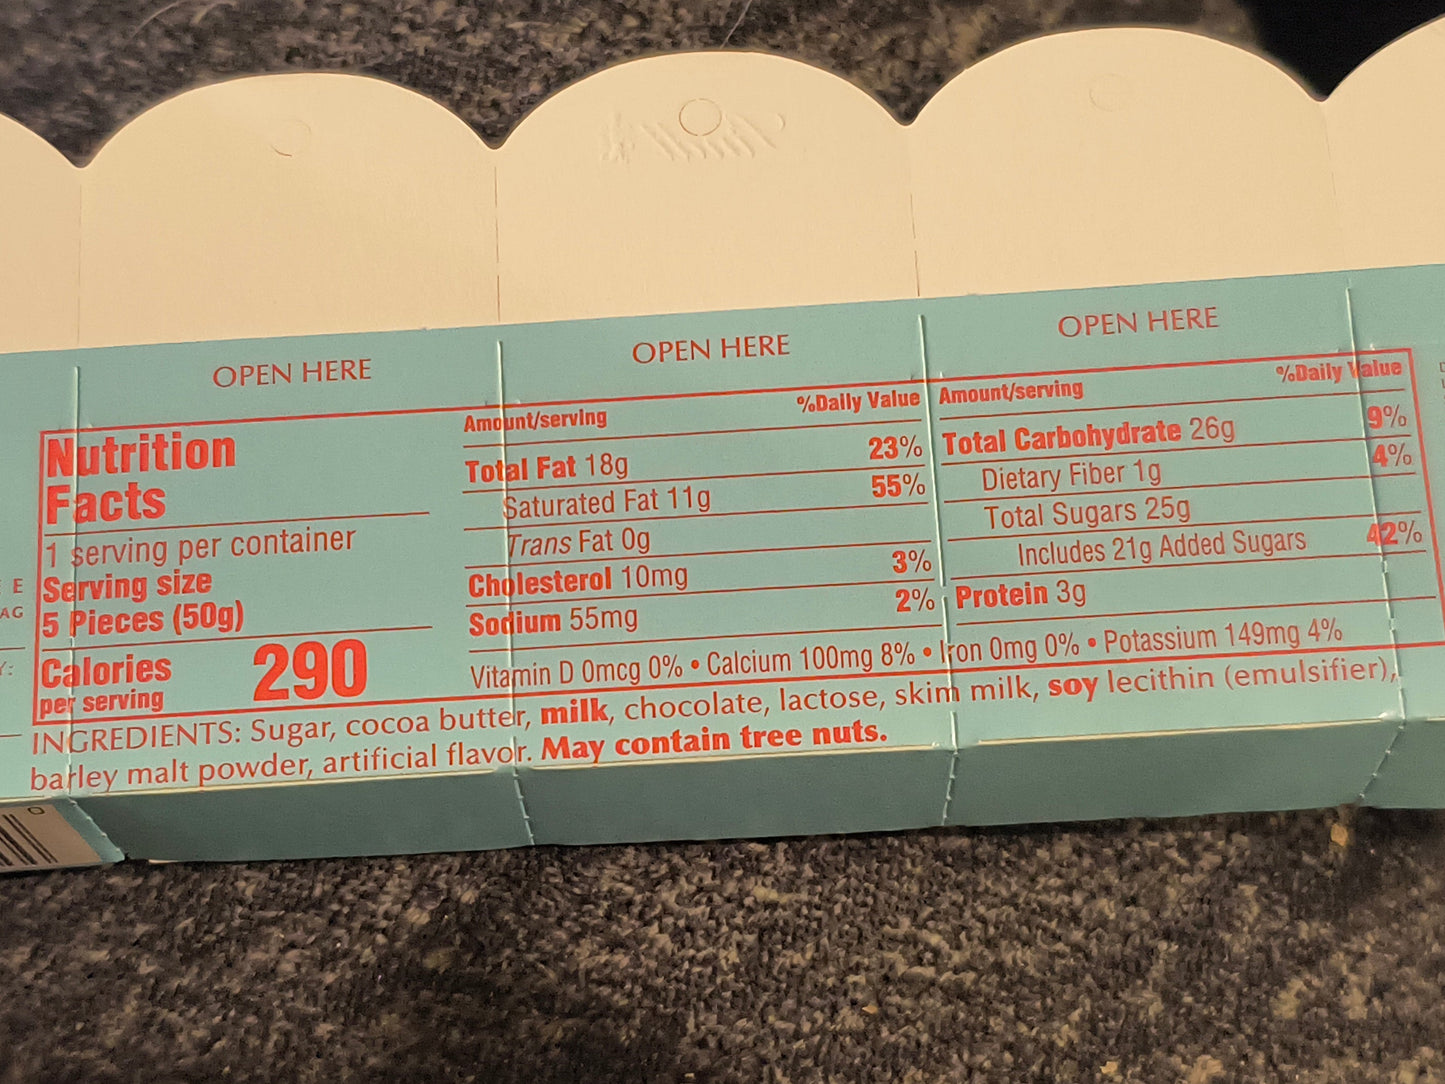 OPEN HERE
OPEN HERE
OPEN HERE
Nutrition
Facts
1 serving per container
Serving size
5 Pieces (50g)
Calories 290
per serving
Amount/serving %Daily Value
Total Fat 18g 23%
Saturated Fat 11g 55%
Trans Fat 0g
Cholesterol 10mg 3%
Sodium 55mg 2%
Amount/serving %Daily Value
Total Carbohydrate 26g 9%
Dietary Fiber 1g 4%
Total Sugars 25g
Includes 21g Added Sugars 42%
Protein 3g
Vitamin D 0mcg 0% • Calcium 100mg 8% • Iron 0mg 0% • Potassium 149mg 4%
INGREDIENTS: Sugar, cocoa butter, milk, chocolate, lactose, skim milk, soy lecithin (emulsifier),
barley malt powder, artificial flavor. May contain tree nuts.
E
AG
Y:
0